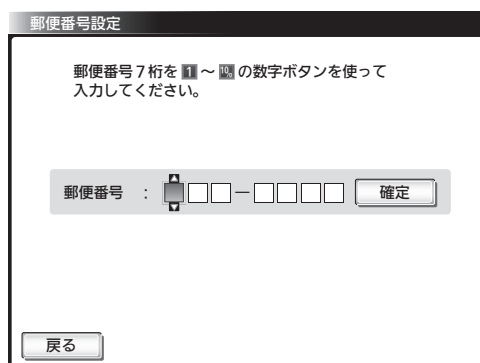 郵便番号設定
郵便番号7桁を 1 ~ 10 の数字ボタンを使って
入力してください。
郵便番号 : ー 確定
戻る